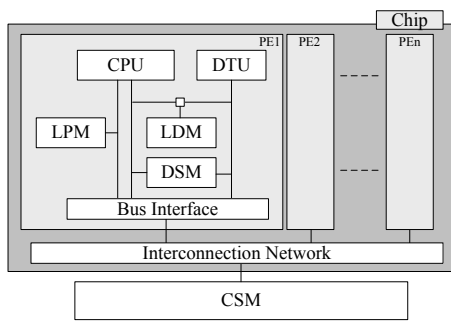 Chip
PE1
PE2
PEn
CPU
DTU
LPM
LDM
DSM
Bus Interface
Interconnection Network
CSM